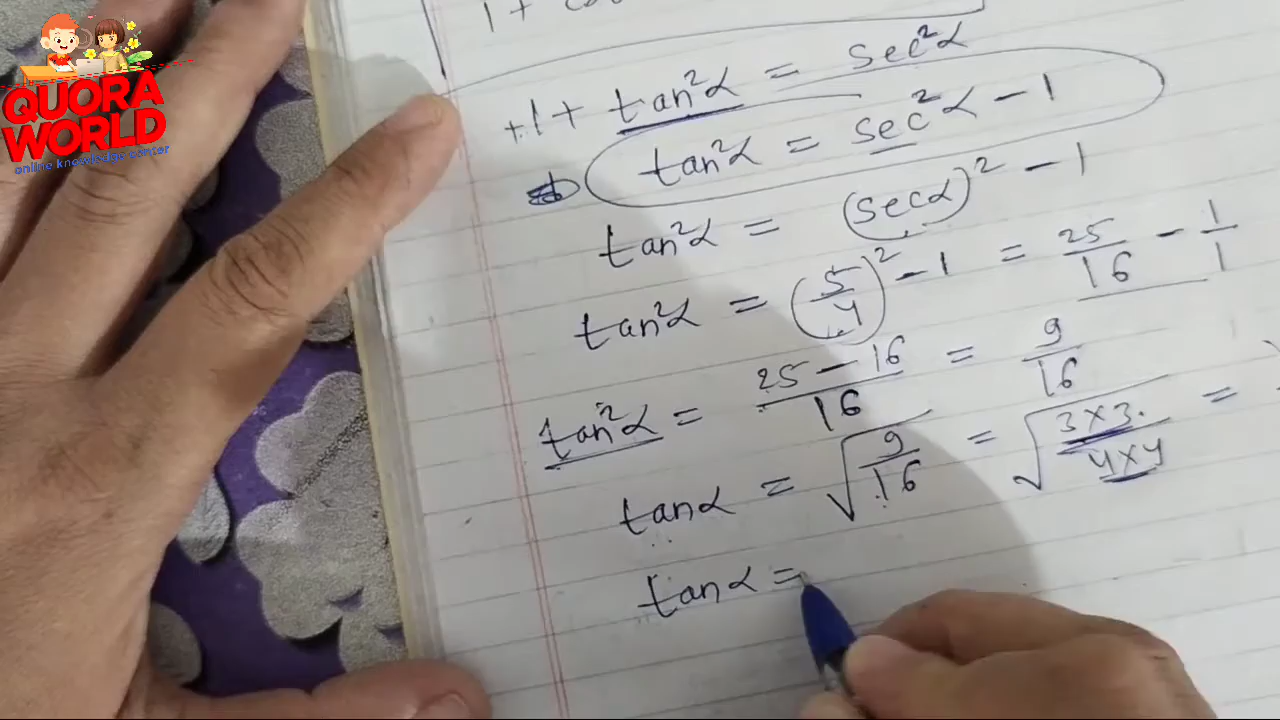 QUORA
WORLD
online knowledge center
1 +
+1 + tan²α = sec²α
tan²α = sec²α − 1
tan²α = (secα)² − 1
tan²α = (5/4)² − 1 = 25/16 − 1/1
tan²α = 25 − 16/16 = 9/16
tanα = √9/16 = √3×3/4×4 =
tanα =